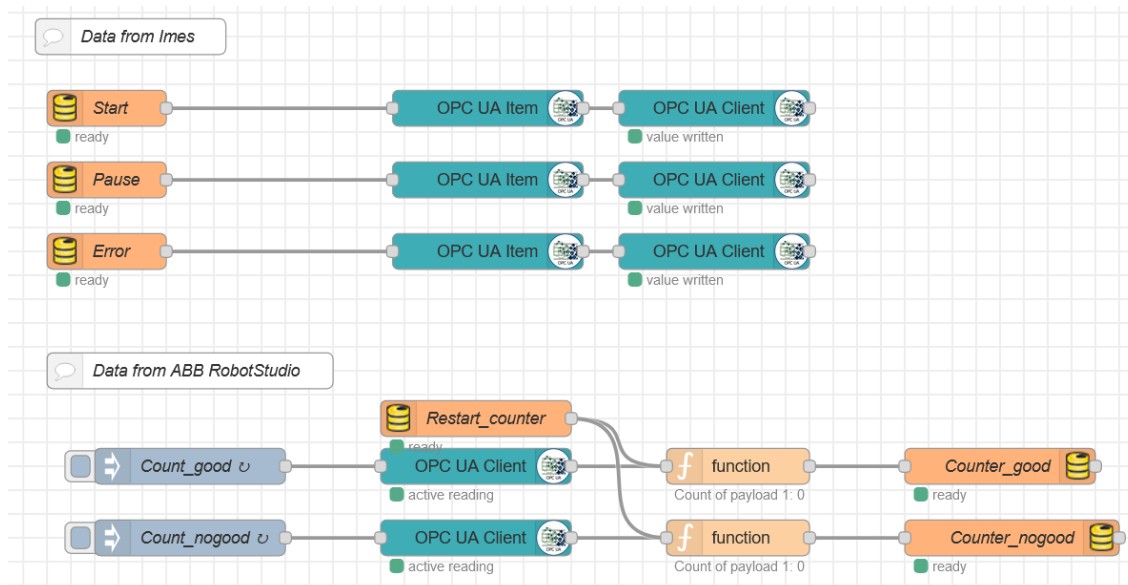 Data from Imes
Start OPC UA Item OPC UA Client
ready value written
Pause OPC UA Item OPC UA Client
ready value written
Error OPC UA Item OPC UA Client
ready value written
Data from ABB RobotStudio
Restart_counter
ready
Count_good ↻ OPC UA Client function Counter_good
active reading Count of payload 1: 0 ready
Count_nogood ↻ OPC UA Client function Counter_nogood
active reading Count of payload 1: 0 ready